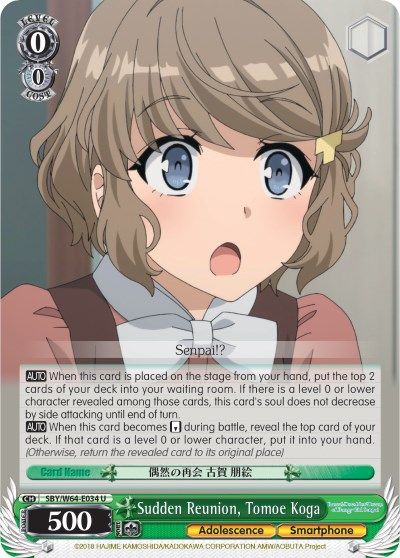 LEVEL
0
0
COST
Senpai!?
AUTO When this card is placed on the stage from your hand, put the top 2
cards of your deck into your waiting room. If there is a level 0 or lower
character revealed among those cards, this card's soul does not decrease
by side attacking until end of turn.
AUTO When this card becomes during battle, reveal the top card of your
deck. If that card is a level 0 or lower character, put it into your hand.
(Otherwise, return the revealed card to its original place)
Card Name 偶然の再会 古賀 朋絵
CH SBY/W64-E034 U
POWER 500 Sudden Reunion, Tomoe Koga
Adolescence Smartphone
©2018 HAJIME KAMOSHIDA/KADOKAWA CORPORATION AMW/AOBUTA Project